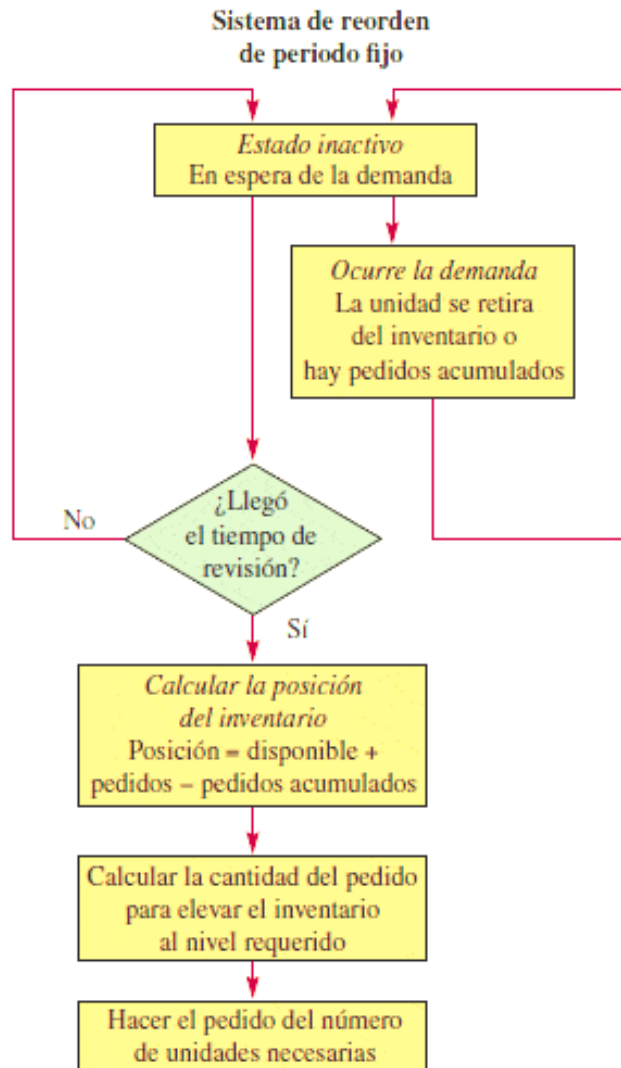 Sistema de reorden
de periodo fijo
Estado inactivo
En espera de la demanda
Ocurre la demanda
La unidad se retira
del inventario o
hay pedidos acumulados
¿Llegó
el tiempo de
revisión?
No
Sí
Calcular la posición
del inventario
Posición = disponible +
pedidos – pedidos acumulados
Calcular la cantidad del pedido
para elevar el inventario
al nivel requerido
Hacer el pedido del número
de unidades necesarias